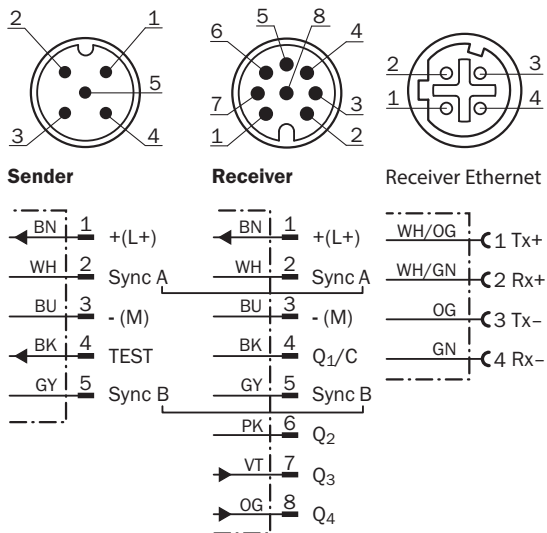 2 1 5 3 4
5 8 6 4 7 3 1 2
2 3 1 4
Sender
BN 1 +(L+)
WH 2 Sync A
BU 3 - (M)
BK 4 TEST
GY 5 Sync B
Receiver
BN 1 +(L+)
WH 2 Sync A
BU 3 - (M)
BK 4 Q1/C
GY 5 Sync B
PK 6 Q2
VT 7 Q3
OG 8 Q4
Receiver Ethernet
WH/OG 1 Tx+
WH/GN 2 Rx+
OG 3 Tx–
GN 4 Rx–